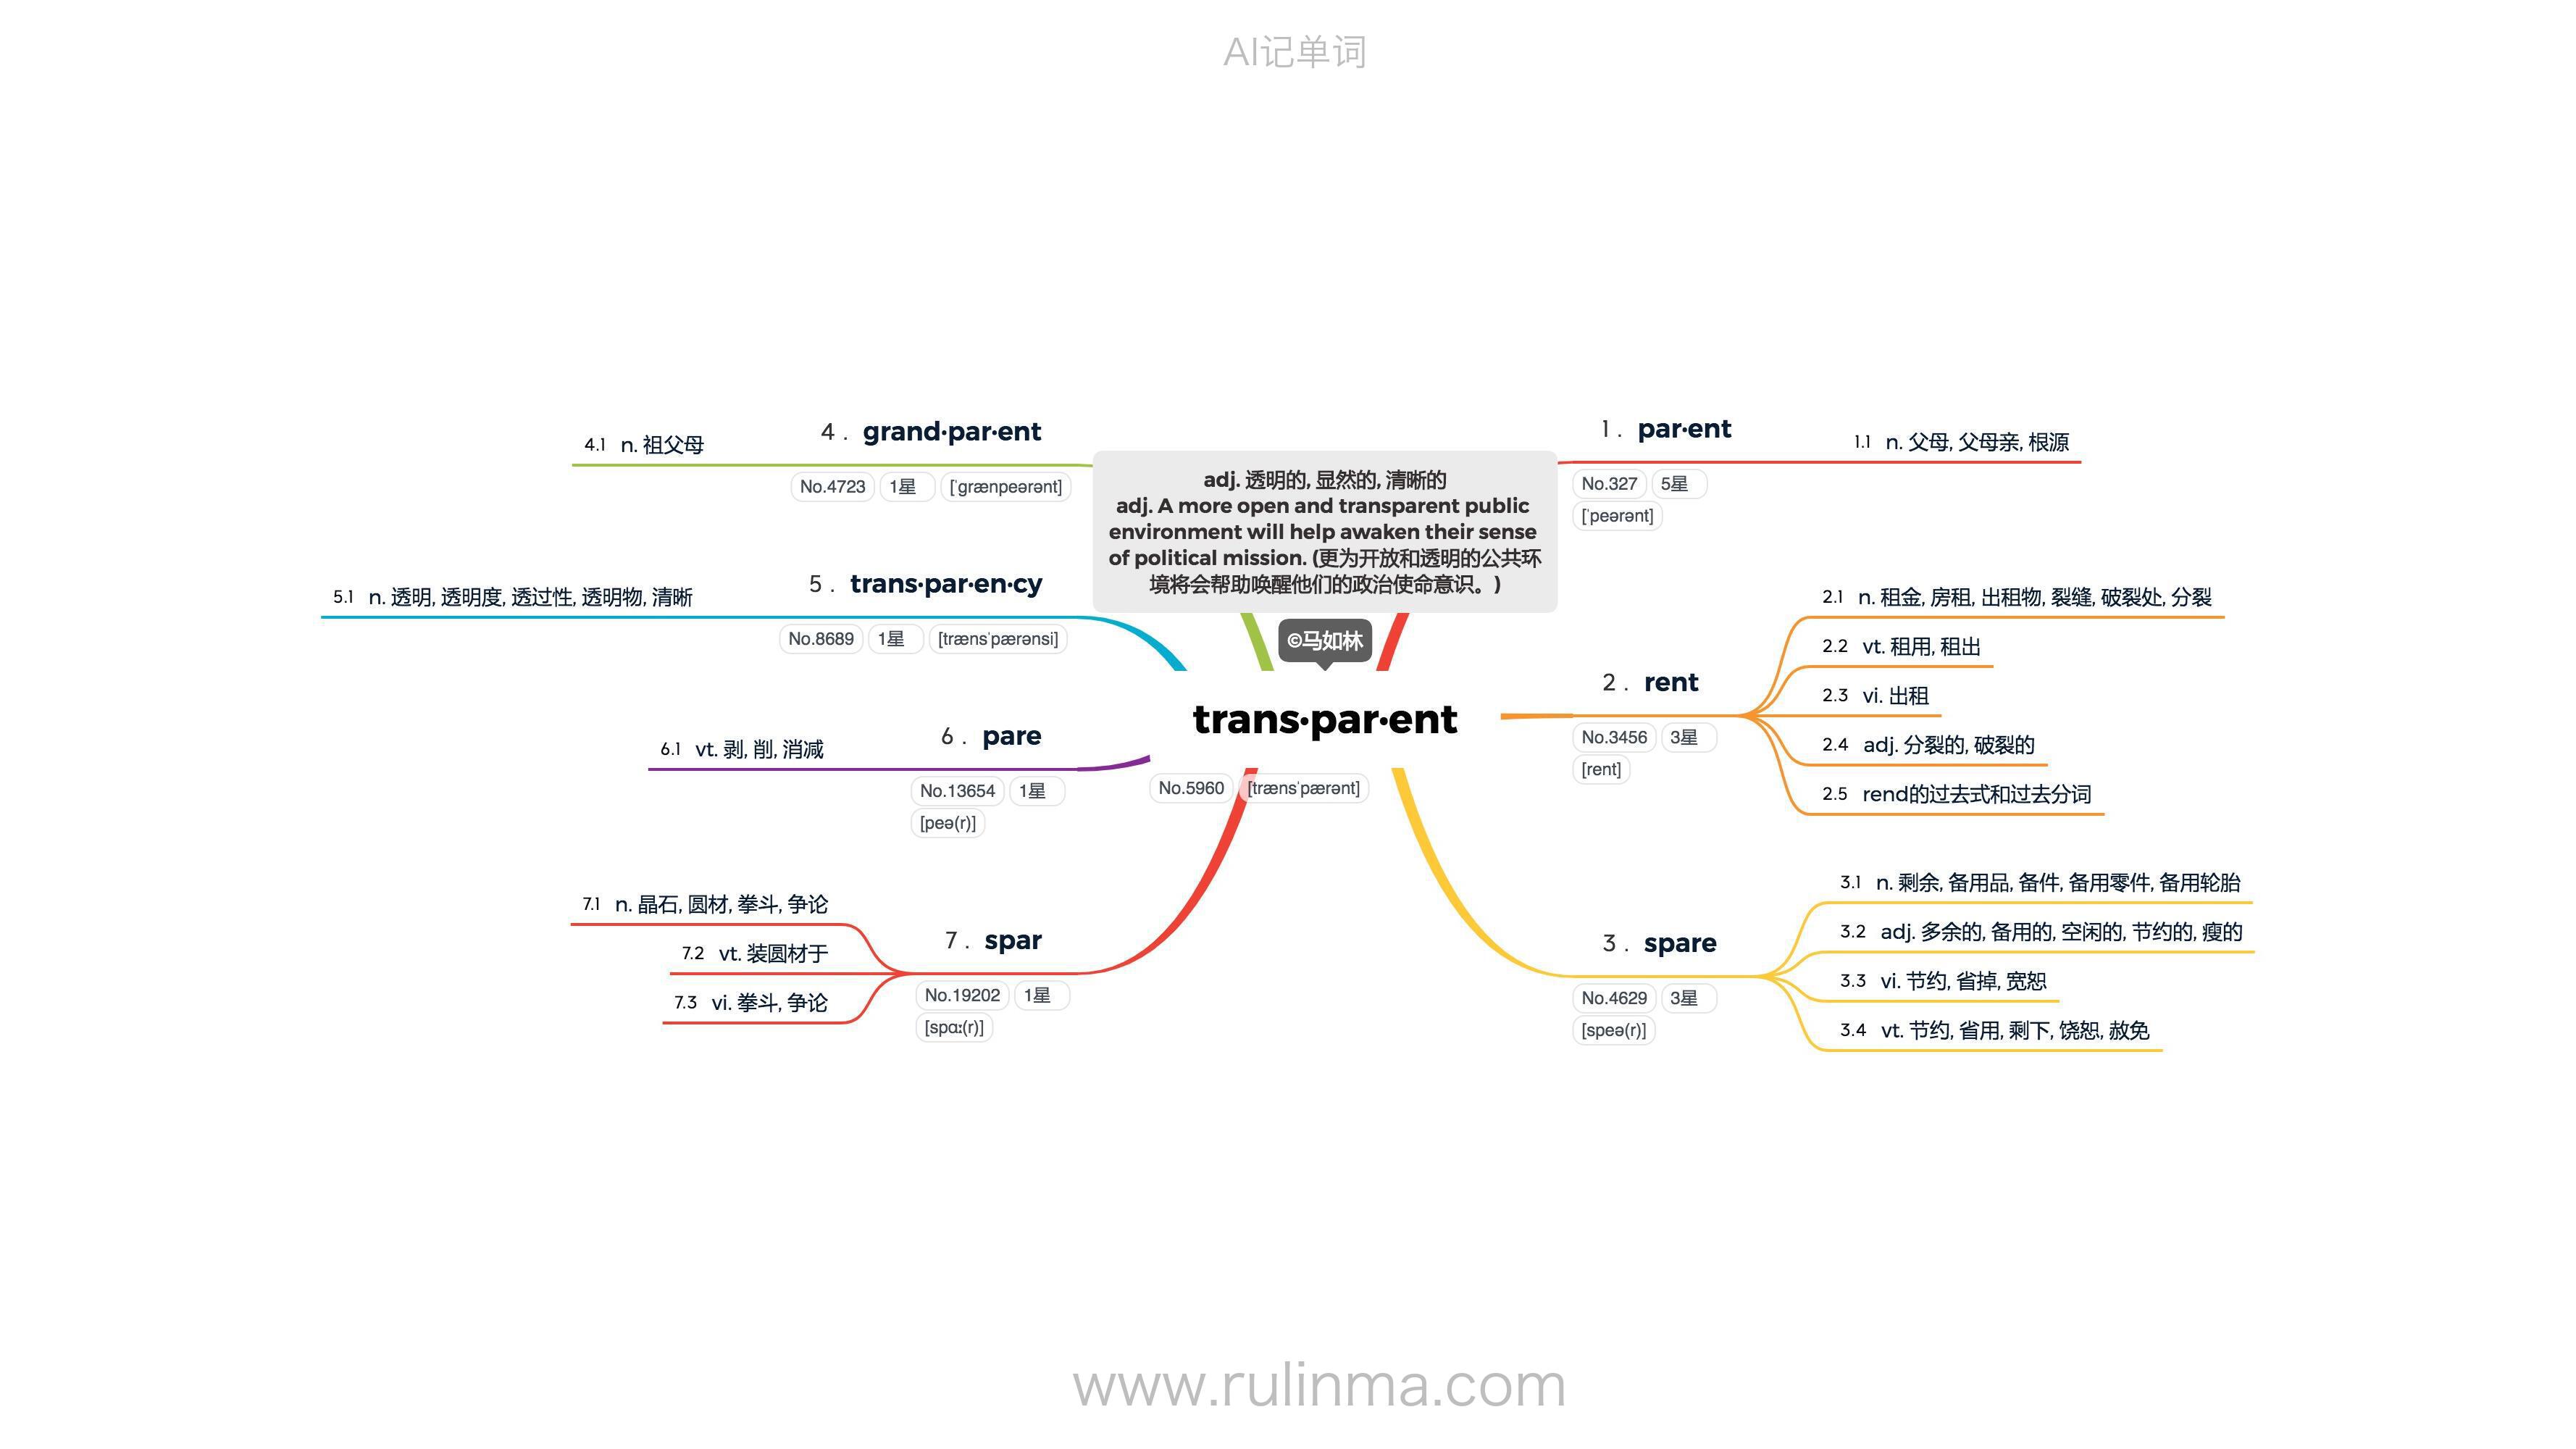 AI记单词
adj. 透明的, 显然的, 清晰的
adj. A more open and transparent public
environment will help awaken their sense
of political mission. (更为开放和透明的公共环
境将会帮助唤醒他们的政治使命意识。)
©马如林
trans·par·ent
No.5960 [trænsˈpærənt]
1 . par·ent
No.327 5星
[ˈpeərənt]
1.1 n. 父母, 父母亲, 根源
2 . rent
No.3456 3星
[rent]
2.1 n. 租金, 房租, 出租物, 裂缝, 破裂处, 分裂
2.2 vt. 租用, 租出
2.3 vi. 出租
2.4 adj. 分裂的, 破裂的
2.5 rend的过去式和过去分词
3 . spare
No.4629 3星
[speə(r)]
3.1 n. 剩余, 备用品, 备件, 备用零件, 备用轮胎
3.2 adj. 多余的, 备用的, 空闲的, 节约的, 瘦的
3.3 vi. 节约, 省掉, 宽恕
3.4 vt. 节约, 省用, 剩下, 饶恕, 赦免
4 . grand·par·ent
No.4723 1星 [ˈɡrænpeərənt]
4.1 n. 祖父母
5 . trans·par·en·cy
No.8689 1星 [trænsˈpærənsi]
5.1 n. 透明, 透明度, 透过性, 透明物, 清晰
6 . pare
No.13654 1星
[peə(r)]
6.1 vt. 剥, 削, 消减
7 . spar
No.19202 1星
[spɑː(r)]
7.1 n. 晶石, 圆材, 拳斗, 争论
7.2 vt. 装圆材于
7.3 vi. 拳斗, 争论
www.rulinma.com